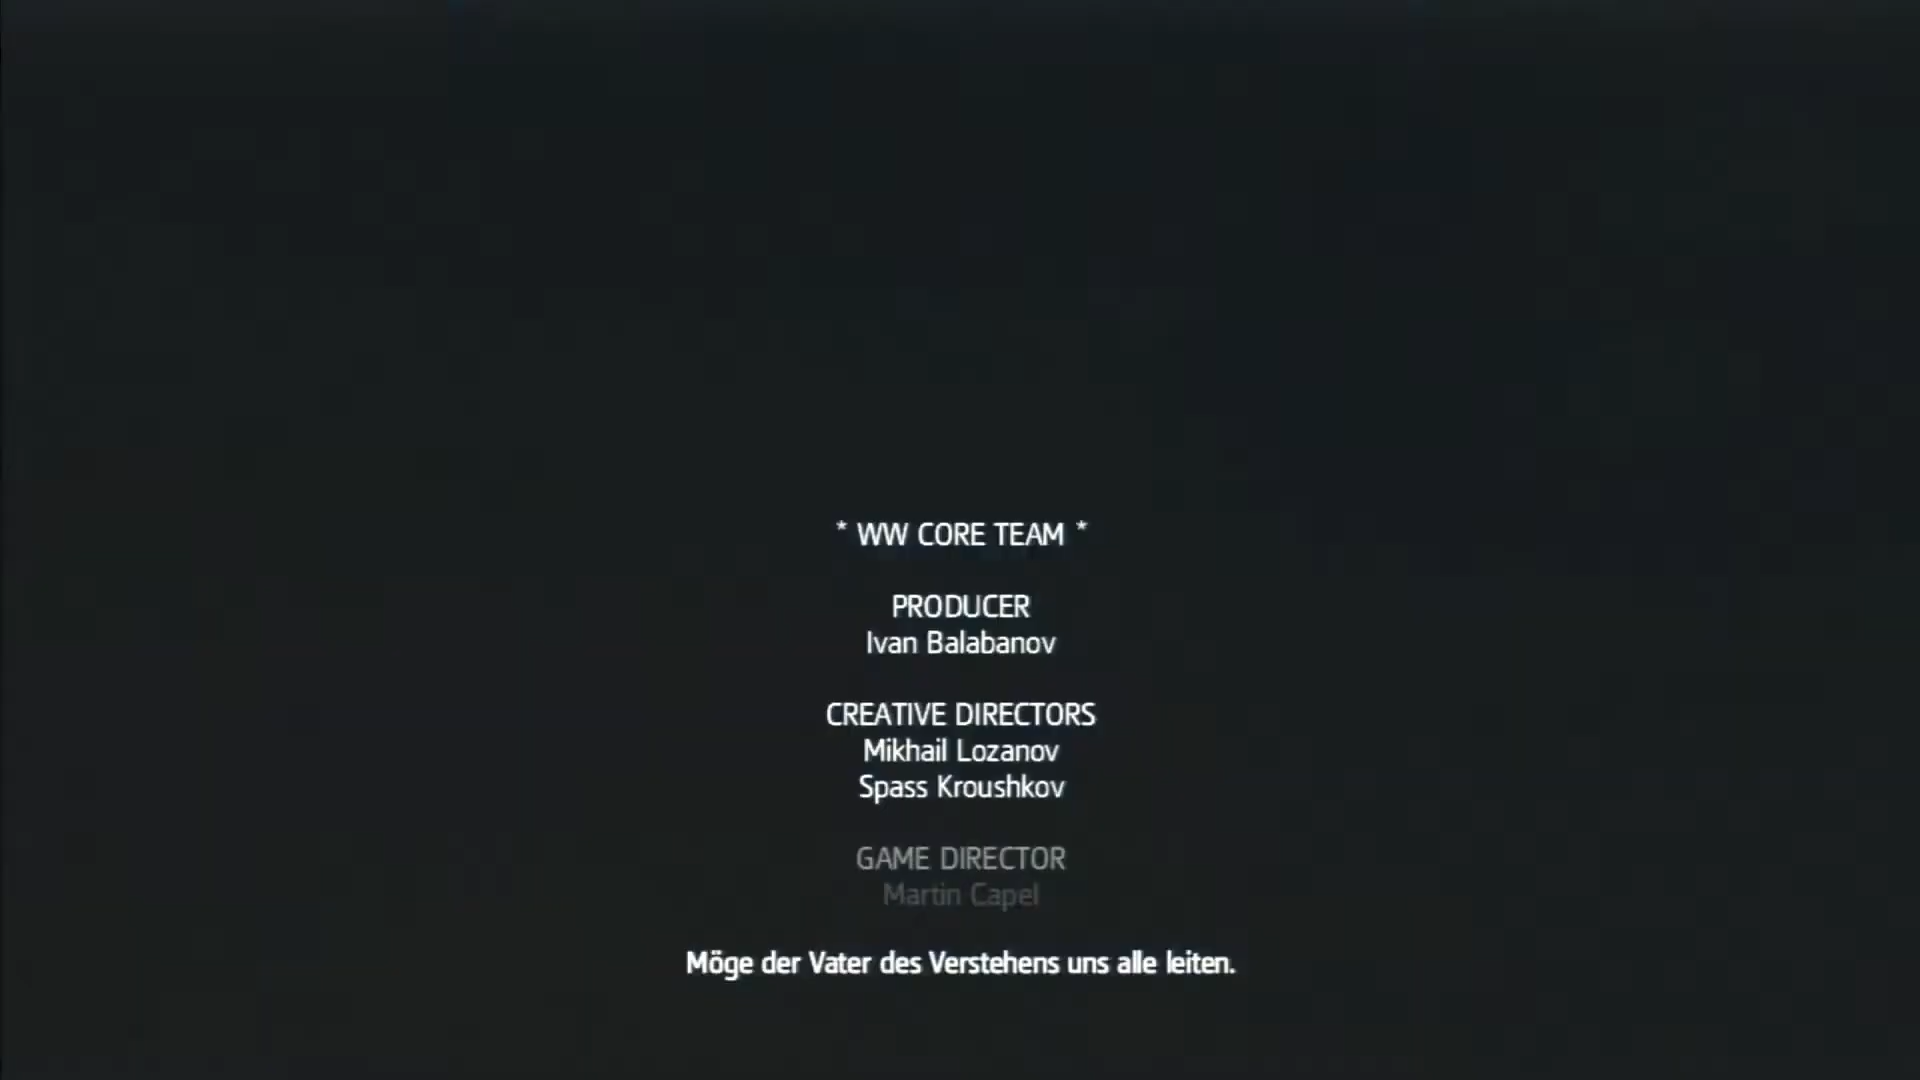 * WW CORE TEAM *
PRODUCER
Ivan Balabanov
CREATIVE DIRECTORS
Mikhail Lozanov
Spass Kroushkov
GAME DIRECTOR
Martin Capel
Möge der Vater des Verstehens uns alle leiten.